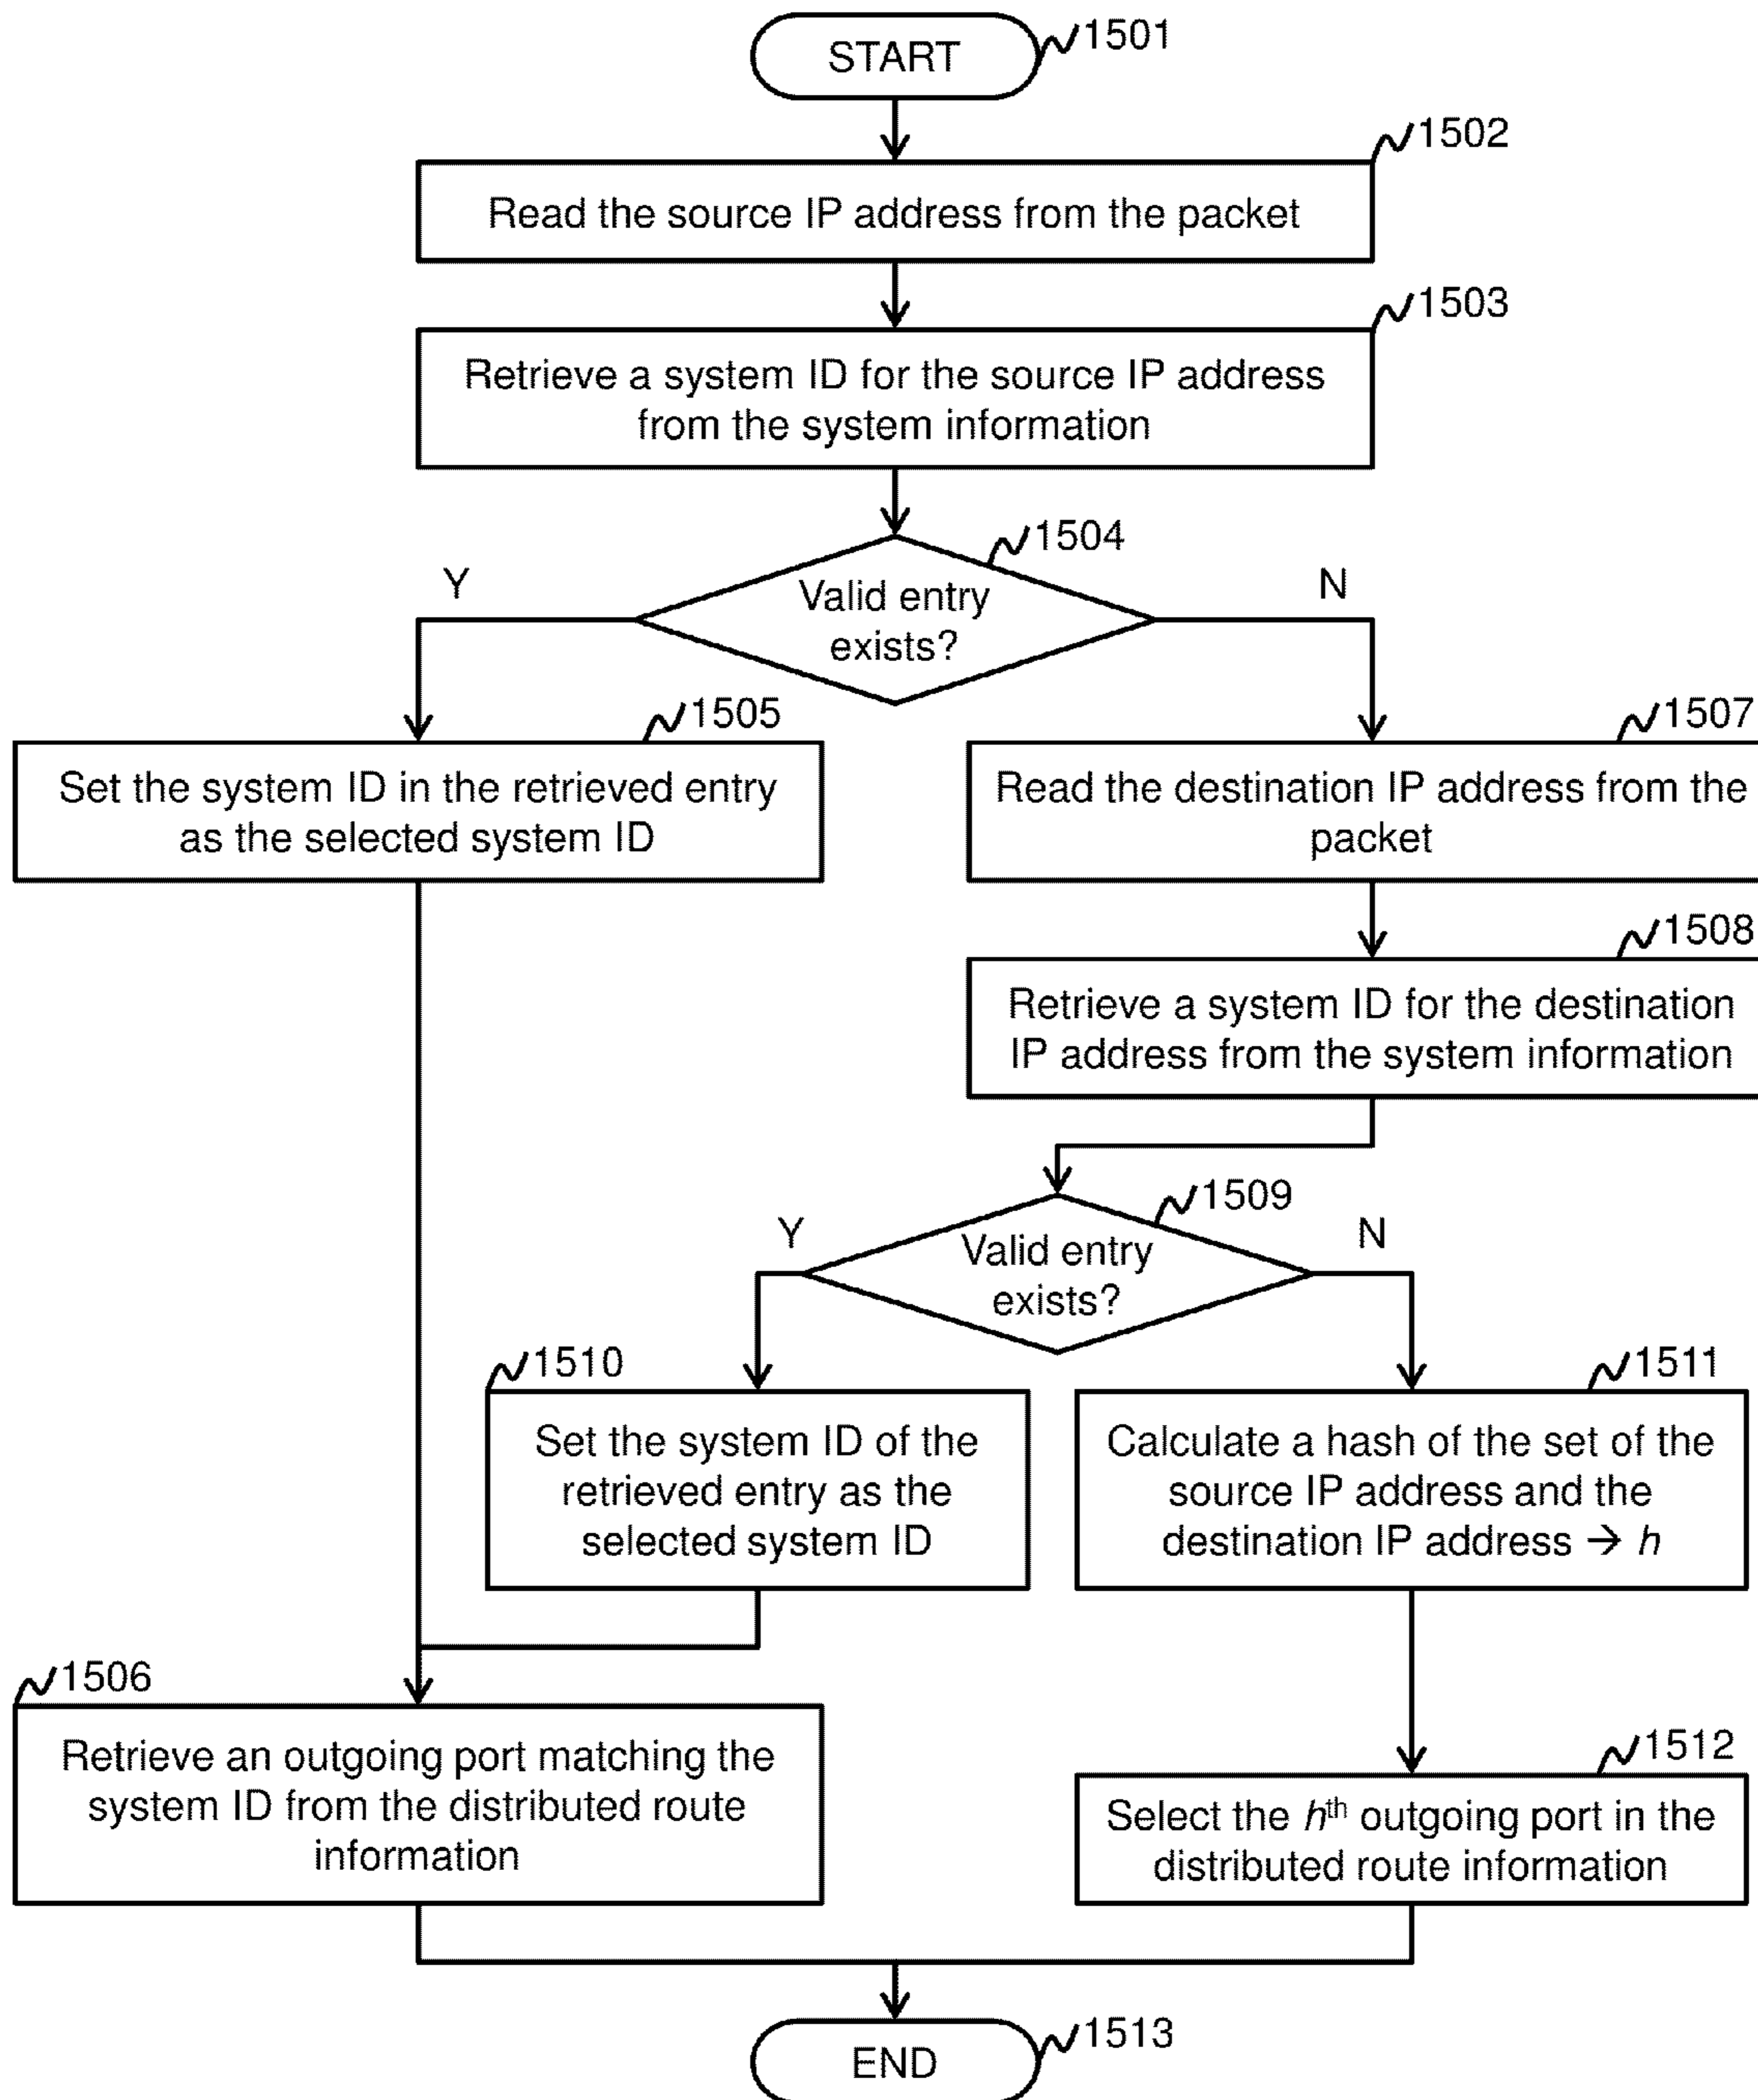 START
1501
1502
Read the source IP address from the packet
1503
Retrieve a system ID for the source IP address
from the system information
1504
Y
Valid entry
exists?
N
1505
Set the system ID in the retrieved entry
as the selected system ID
1507
Read the destination IP address from the
packet
1508
Retrieve a system ID for the destination
IP address from the system information
1509
Y
Valid entry
exists?
N
1510
Set the system ID of the
retrieved entry as the
selected system ID
1511
Calculate a hash of the set of the
source IP address and the
destination IP address → h
1506
Retrieve an outgoing port matching the
system ID from the distributed route
information
1512
Select the hth outgoing port in the
distributed route information
END
1513